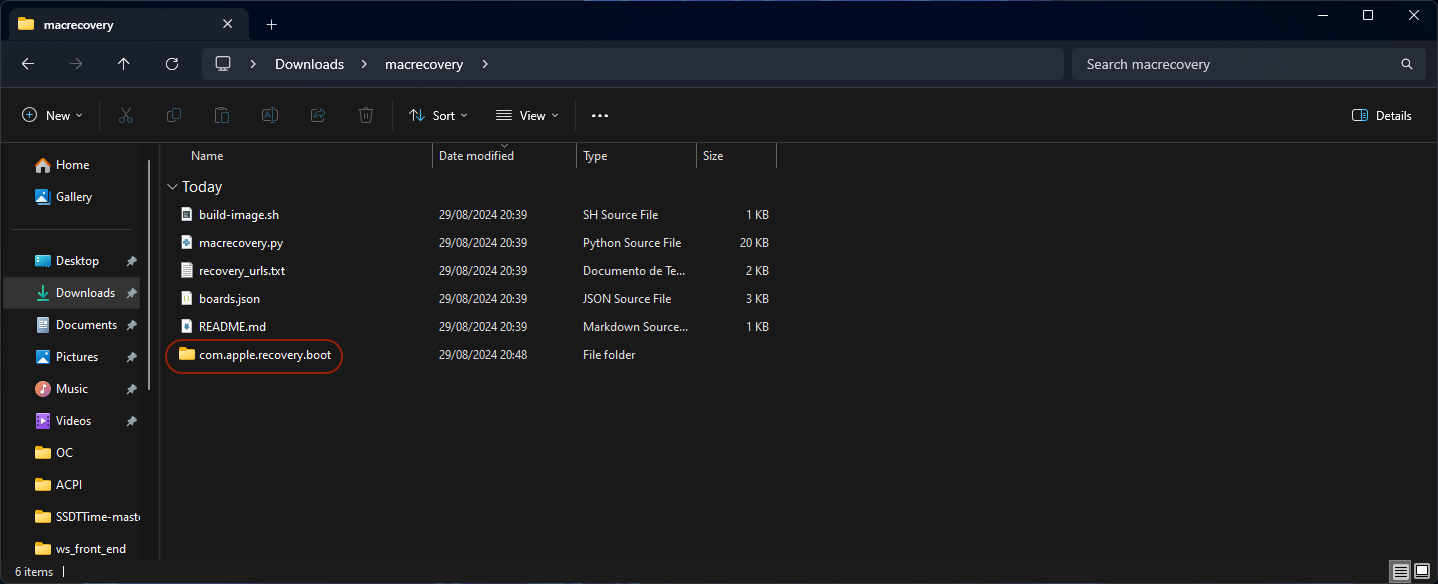 macrecovery
Downloads
macrecovery
Search macrecovery
New
Sort
View
Details
Home
Gallery
Desktop
Downloads
Documents
Pictures
Music
Videos
OC
ACPI
SSDTTime-maste
ws_front_end
Name Date modified Type Size
Today
build-image.sh 29/08/2024 20:39 SH Source File 1 KB
macrecovery.py 29/08/2024 20:39 Python Source File 20 KB
recovery_urls.txt 29/08/2024 20:39 Documento de Te... 2 KB
boards.json 29/08/2024 20:39 JSON Source File 3 KB
README.md 29/08/2024 20:39 Markdown Source... 1 KB
com.apple.recovery.boot 29/08/2024 20:48 File folder
6 items